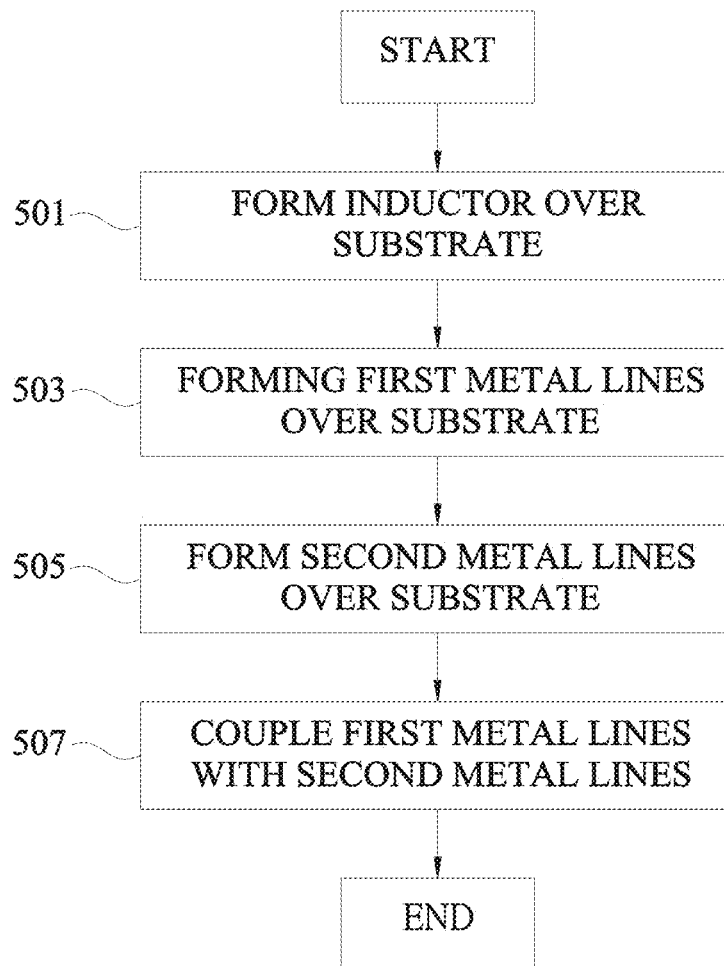 START
501
FORM INDUCTOR OVER
SUBSTRATE
503
FORMING FIRST METAL LINES
OVER SUBSTRATE
505
FORM SECOND METAL LINES
OVER SUBSTRATE
507
COUPLE FIRST METAL LINES
WITH SECOND METAL LINES
END